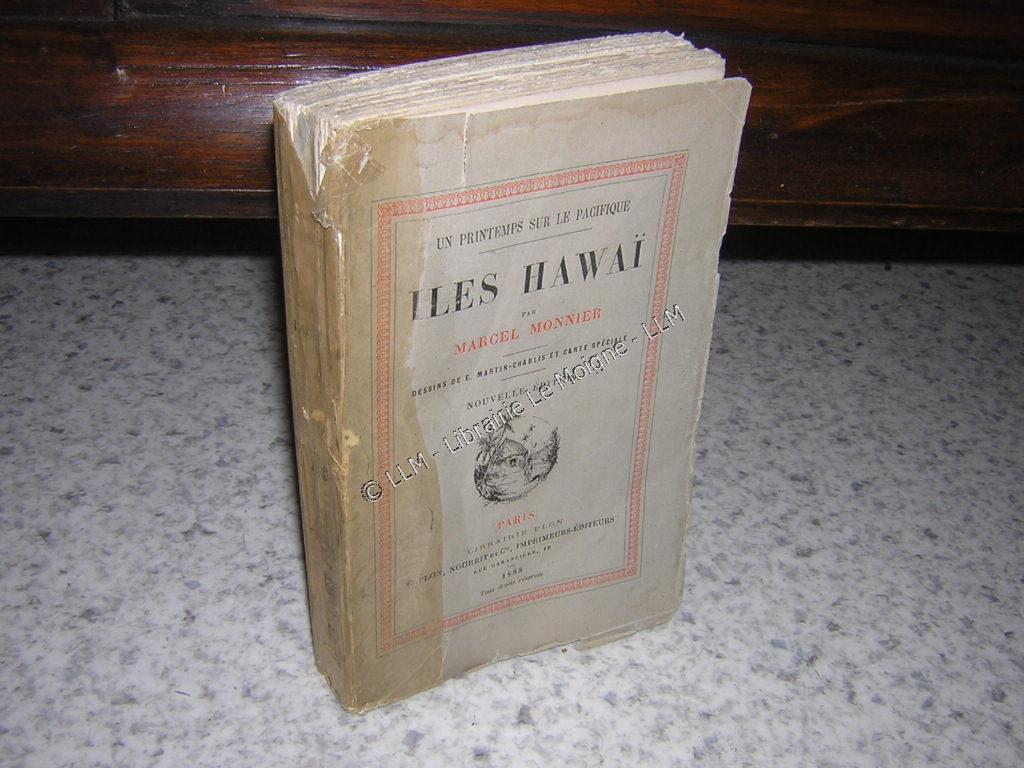 UN PRINTEMPS SUR LE PACIFIQUE
ILES HAWAÏ
PAR
MARCEL MONNIER
DESSINS DE E. MARTIN-CHABLIS ET CARTE SPÉCIALE
NOUVELLE ÉDITION
© LLM - Librairie Le Moigne - LLM
PARIS
LIBRAIRIE PLON
E. PLON, NOURRIT ET Cie, IMPRIMEURS-ÉDITEURS
RUE GARANCIÈRE, 10
1888
Tous droits réservés